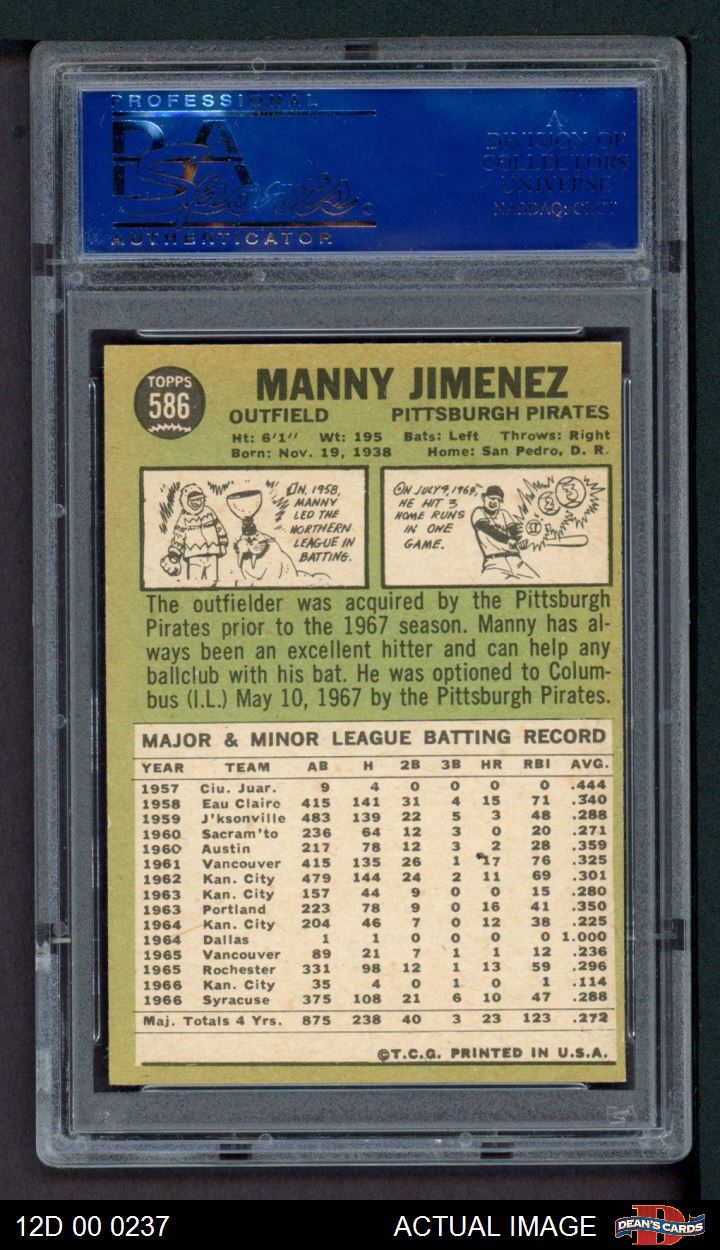 PROFESSIONAL
PSA
Sports
AUTHENTICATOR
A
DIVISION OF
COLLECTORS
UNIVERSE
NASDAQ: CLCT
TOPPS
586
MANNY JIMENEZ
OUTFIELD PITTSBURGH PIRATES
Ht: 6'1" Wt: 195 Bats: Left Throws: Right
Born: Nov. 19, 1938 Home: San Pedro, D. R.
IN 1958,
MANNY
LED THE
NORTHERN
LEAGUE IN
BATTING.
ON JULY 4, 1964,
HE HIT 3
HOME RUNS
IN ONE
GAME.
1 2 3
The outfielder was acquired by the Pittsburgh
Pirates prior to the 1967 season. Manny has al-
ways been an excellent hitter and can help any
ballclub with his bat. He was optioned to Colum-
bus (I.L.) May 10, 1967 by the Pittsburgh Pirates.
MAJOR & MINOR LEAGUE BATTING RECORD
YEAR TEAM AB H 2B 3B HR RBI AVG.
1957 Ciu. Juar. 9 4 0 0 0 0 .444
1958 Eau Claire 415 141 31 4 15 71 .340
1959 J'ksonville 483 139 22 5 3 48 .288
1960 Sacram'to 236 64 12 3 0 20 .271
1960 Austin 217 78 12 3 2 28 .359
1961 Vancouver 415 135 26 1 17 76 .325
1962 Kan. City 479 144 24 2 11 69 .301
1963 Kan. City 157 44 9 0 0 15 .280
1963 Portland 223 78 9 0 16 41 .350
1964 Kan. City 204 46 7 0 12 38 .225
1964 Dallas 1 1 0 0 0 0 1.000
1965 Vancouver 89 21 7 1 1 12 .236
1965 Rochester 331 98 12 1 13 59 .296
1966 Kan. City 35 4 0 1 0 1 .114
1966 Syracuse 375 108 21 6 10 47 .288
Maj. Totals 4 Yrs. 875 238 40 3 23 123 .272
©T.C.G. PRINTED IN U.S.A.
12D 00 0237 ACTUAL IMAGE DEAN'S CARDS